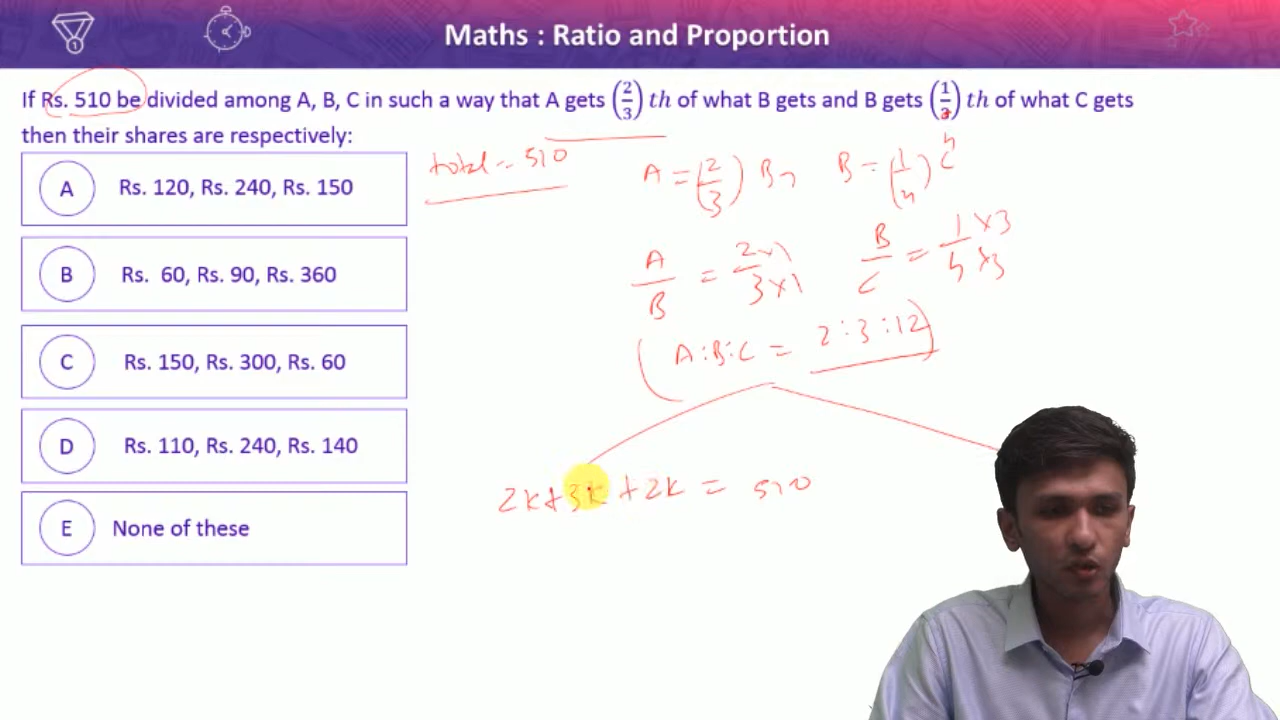 Maths : Ratio and Proportion
If Rs. 510 be divided among A, B, C in such a way that A gets (2/3) th of what B gets and B gets (1/3) th of what C gets
4
then their shares are respectively:
A Rs. 120, Rs. 240, Rs. 150
B Rs. 60, Rs. 90, Rs. 360
C Rs. 150, Rs. 300, Rs. 60
D Rs. 110, Rs. 240, Rs. 140
E None of these
total = 510
A = (2/3) B, B = (1/4) C
A/B = 2×1/3×1 B/C = 1×3/4×3
A:B:C = 2:3:12
2k+3k+2k = 510
1